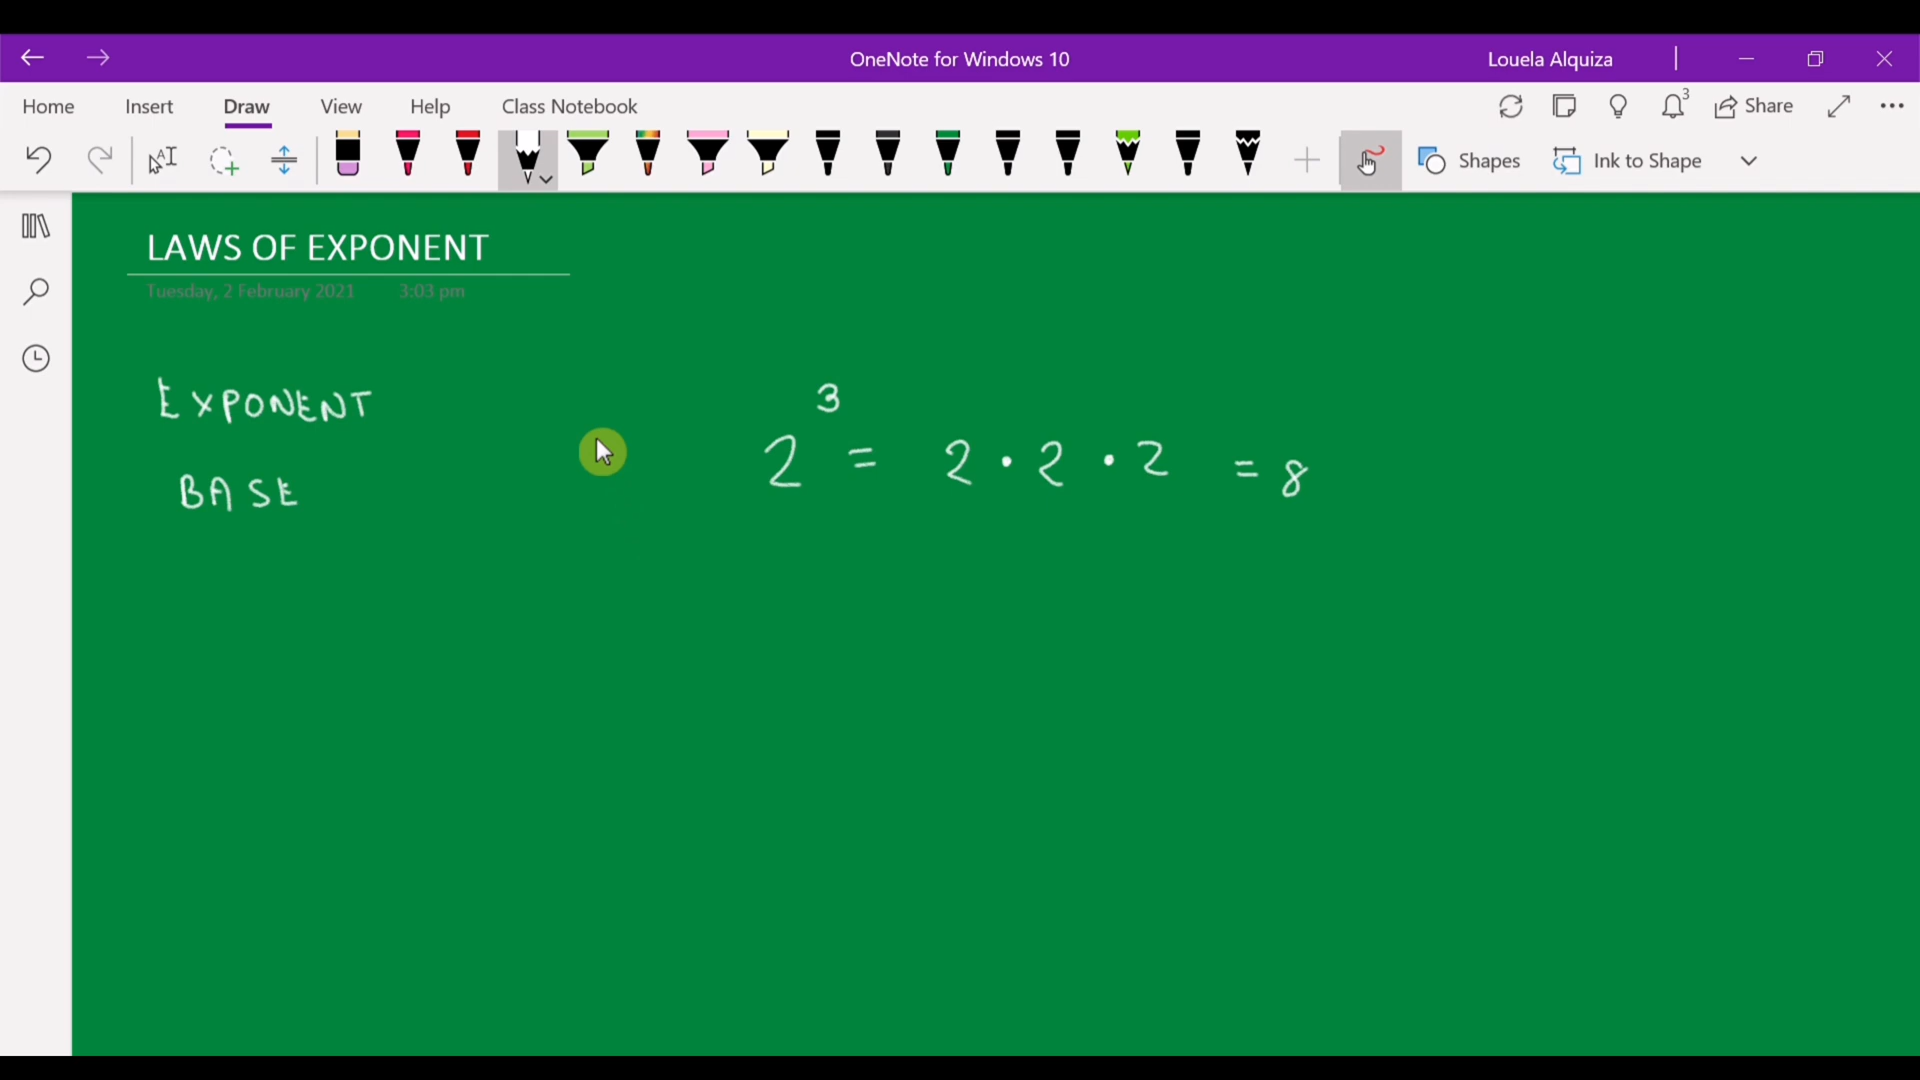 OneNote for Windows 10
Louela Alquiza
Home Insert Draw View Help Class Notebook
3
Share
Shapes Ink to Shape
LAWS OF EXPONENT
Tuesday, 2 February 2021 3:03 pm
EXPONENT
BASE
2³ = 2 · 2 · 2 = 8